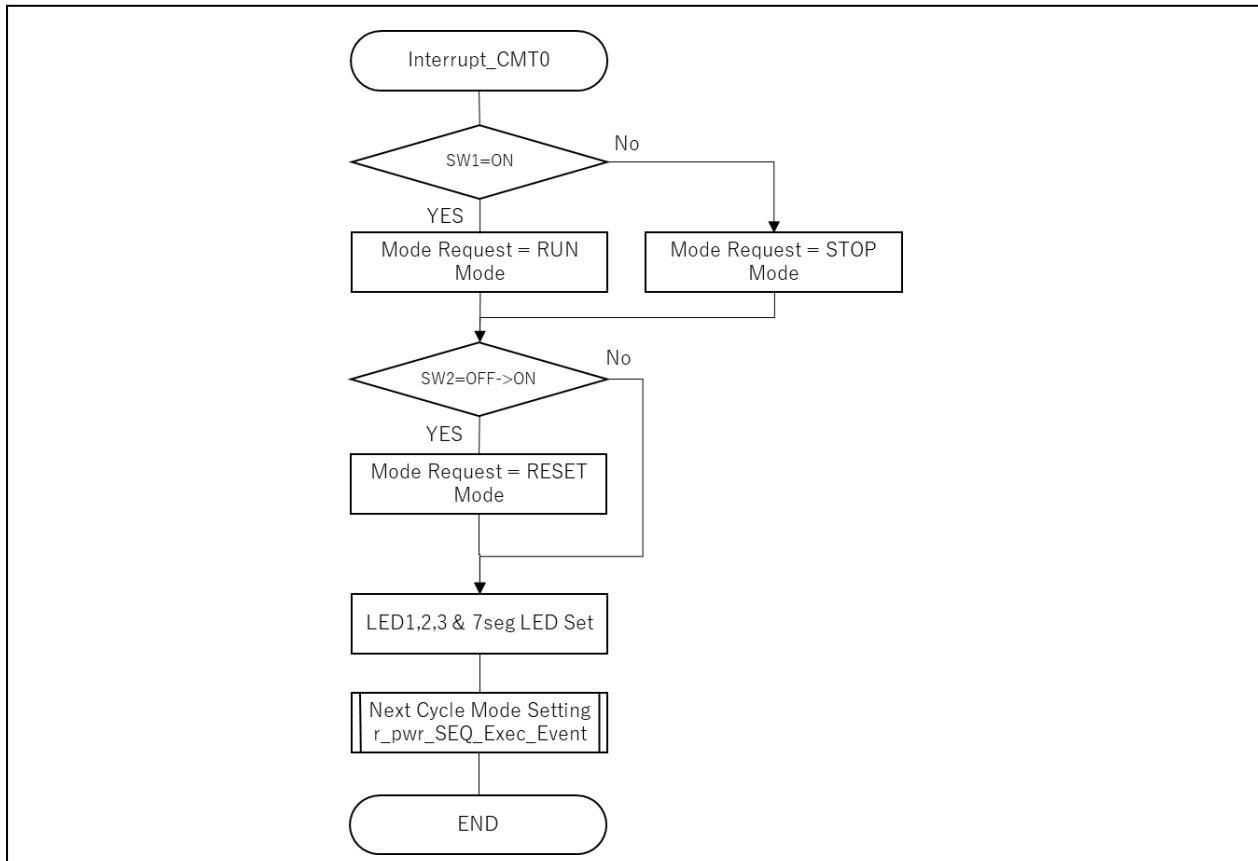 Interrupt_CMT0
SW1=ON
No
YES
Mode Request = RUN
Mode
Mode Request = STOP
Mode
SW2=OFF->ON
No
YES
Mode Request = RESET
Mode
LED1,2,3 & 7seg LED Set
Next Cycle Mode Setting
r_pwr_SEQ_Exec_Event
END